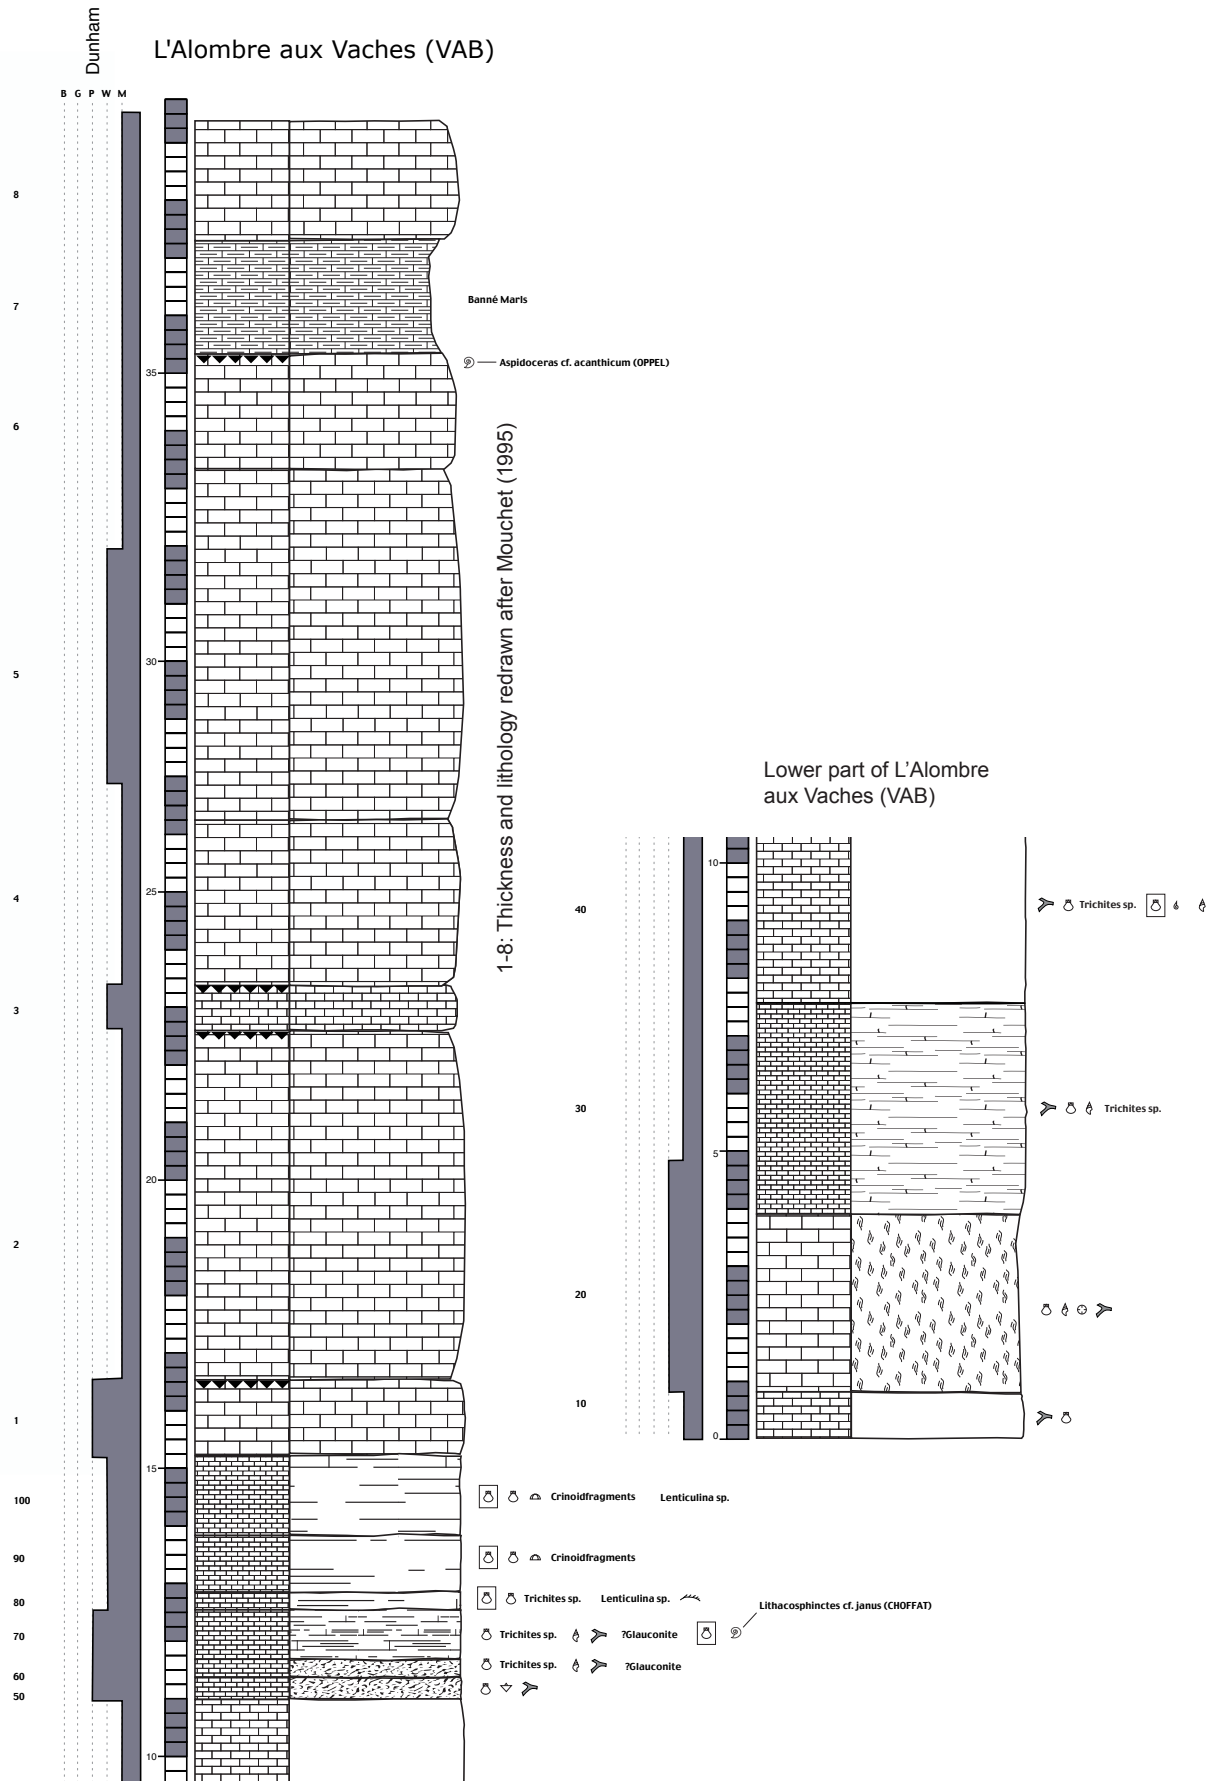 Dunham
L'Alombre aux Vaches (VAB)
B G P W M
8
7
Banné Marls
Aspidoceras cf. acanthicum (OPPEL)
35
6
1-8: Thickness and lithology redrawn after Mouchet (1995)
30
5
25
4
3
20
2
1
15
100
Crinoidfragments Lenticulina sp.
90
Crinoidfragments
80
Trichites sp. Lenticulina sp.
Lithacosphinctes cf. janus (CHOFFAT)
70
Trichites sp. ?Glauconite
60
Trichites sp. ?Glauconite
50
10
Lower part of L'Alombre
aux Vaches (VAB)
10
40
Trichites sp.
30
Trichites sp.
5
20
10
0